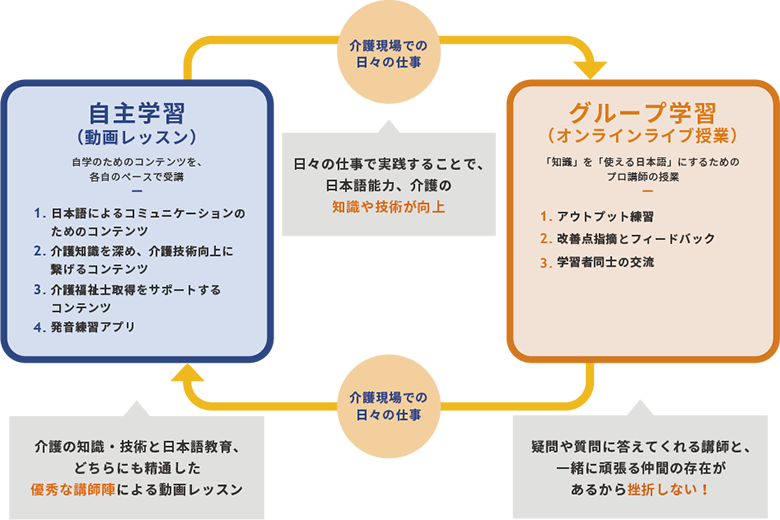 介護現場での
日々の仕事
自主学習
（動画レッスン）
自学のためのコンテンツを、
各自のペースで受講
1. 日本語によるコミュニケーションの
ためのコンテンツ
2. 介護知識を深め、介護技術向上に
繋げるコンテンツ
3. 介護福祉士取得をサポートする
コンテンツ
4. 発音練習アプリ
日々の仕事で実践することで、
日本語能力、介護の
知識や技術が向上
グループ学習
（オンラインライブ授業）
「知識」を「使える日本語」にするための
プロ講師の授業
1. アウトプット練習
2. 改善点指摘とフィードバック
3. 学習者同士の交流
介護現場での
日々の仕事
介護の知識・技術と日本語教育、
どちらにも精通した
優秀な講師陣による動画レッスン
疑問や質問に答えてくれる講師と、
一緒に頑張る仲間の存在が
あるから挫折しない！